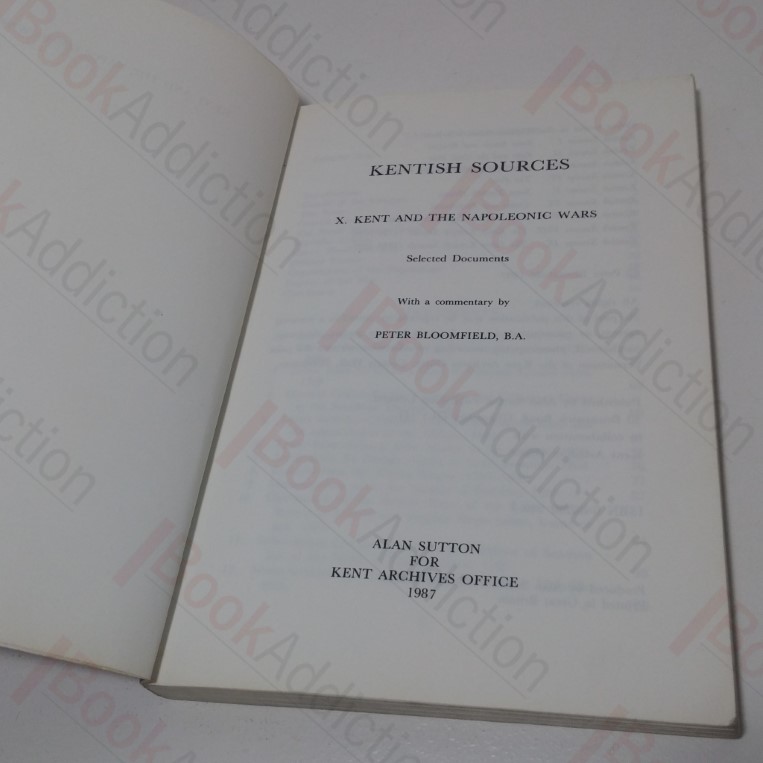 KENTISH SOURCES
X. KENT AND THE NAPOLEONIC WARS
Selected Documents
With a commentary by
PETER BLOOMFIELD, B.A.
ALAN SUTTON
FOR
KENT ARCHIVES OFFICE
1987
BookAddiction